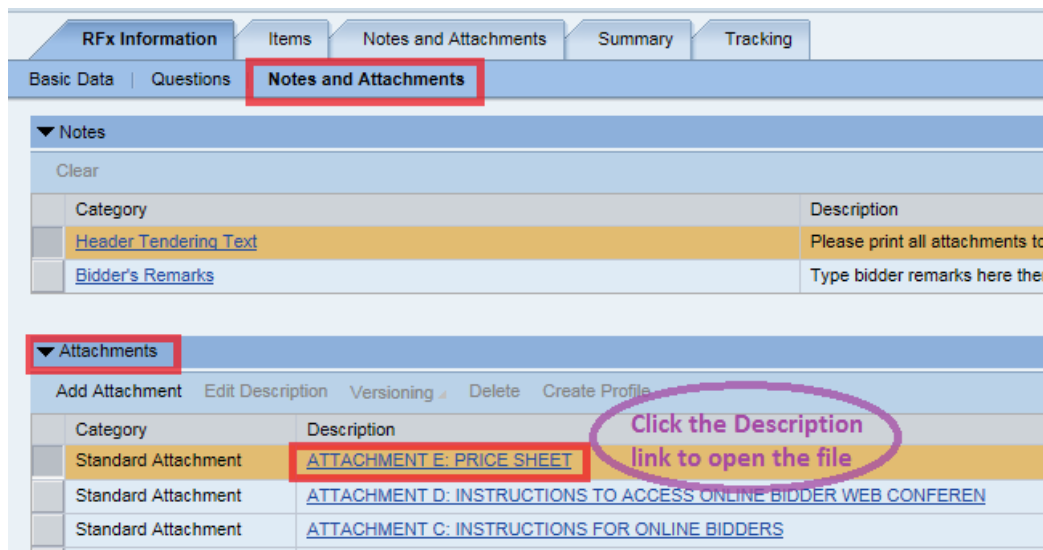 RFx Information Items Notes and Attachments Summary Tracking
Basic Data | Questions Notes and Attachments
Notes
Clear
Category Description
Header Tendering Text Please print all attachments to
Bidder's Remarks Type bidder remarks here the
Attachments
Add Attachment Edit Description Versioning Delete Create Profile
Category Description
Click the Description
link to open the file
Standard Attachment ATTACHMENT E: PRICE SHEET
Standard Attachment ATTACHMENT D: INSTRUCTIONS TO ACCESS ONLINE BIDDER WEB CONFEREN
Standard Attachment ATTACHMENT C: INSTRUCTIONS FOR ONLINE BIDDERS